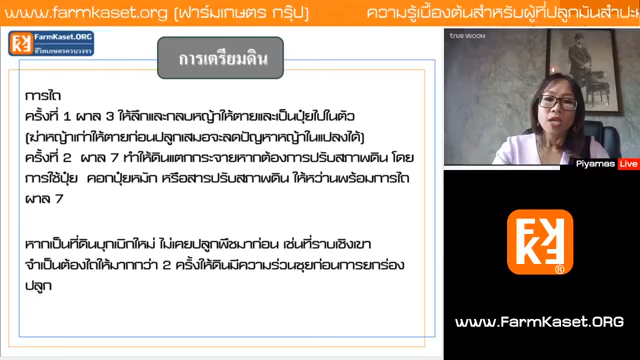 www.farmkaset.org (ฟาร์มเกษตร กรุ๊ป) ความรู้เบื้องต้นสำหรับผู้ที่ปลูกมันสำปะ
FarmKaset.ORG
ชีวิตเกษตรครบวงจร
การเตรียมดิน
true VROOM
การไถ
ครั้งที่ 1 ผาล 3 ให้ลึกและกลบหญ้าให้ตายและเป็นปุ๋ยไปในตัว
(ฆ่าหญ้าเก่าให้ตายก่อนปลูกเสมอจะลดปัญหาหญ้าในแปลงได้)
ครั้งที่ 2 ผาล 7 ทำให้ดินแตกกระจายหากต้องการปรับสภาพดิน โดย
การใช้ปุ๋ย คอกปุ๋ยหมัก หรือสารปรับสภาพดิน ให้หว่านพร้อมการไถ
ผาล 7
หากเป็นที่ดินบุกเบิกใหม่ ไม่เคยปลูกพืชมาก่อน เช่นที่ราบเชิงเขา
จำเป็นต้องไถให้มากกว่า 2 ครั้งให้ดินมีความร่วนซุยก่อนการยกร่อง
ปลูก
Piyamas Live
www.FarmKaset.ORG